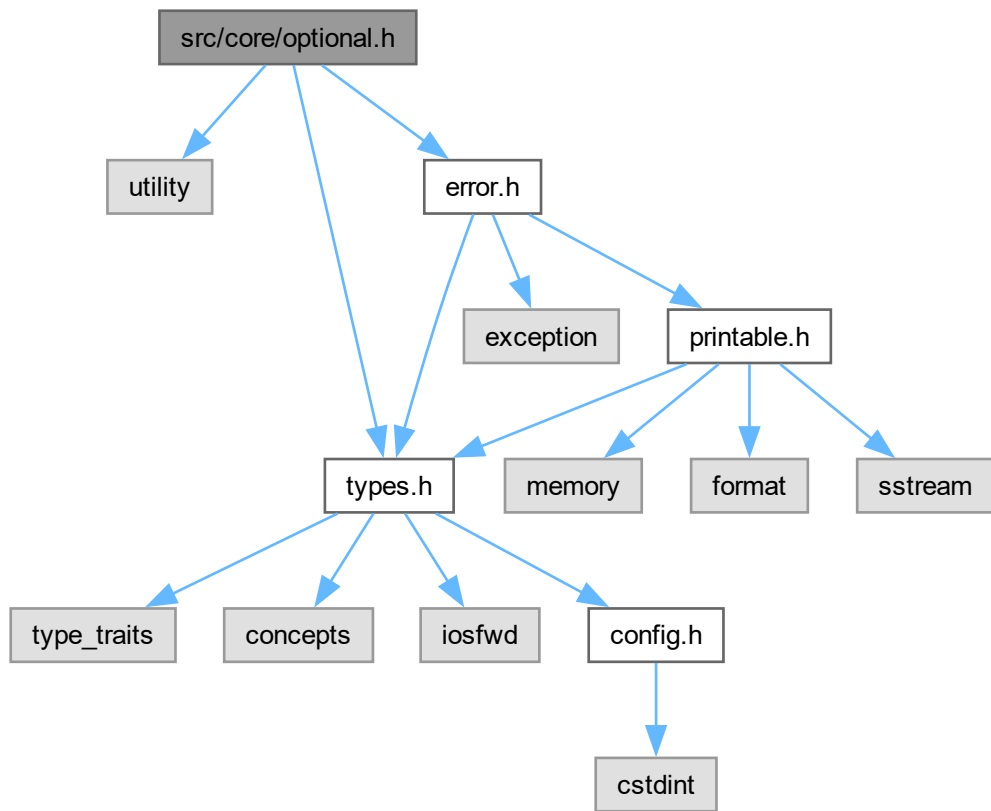 src/core/optional.h
utility
error.h
exception
printable.h
types.h
memory
format
sstream
type_traits
concepts
iosfwd
config.h
cstdint